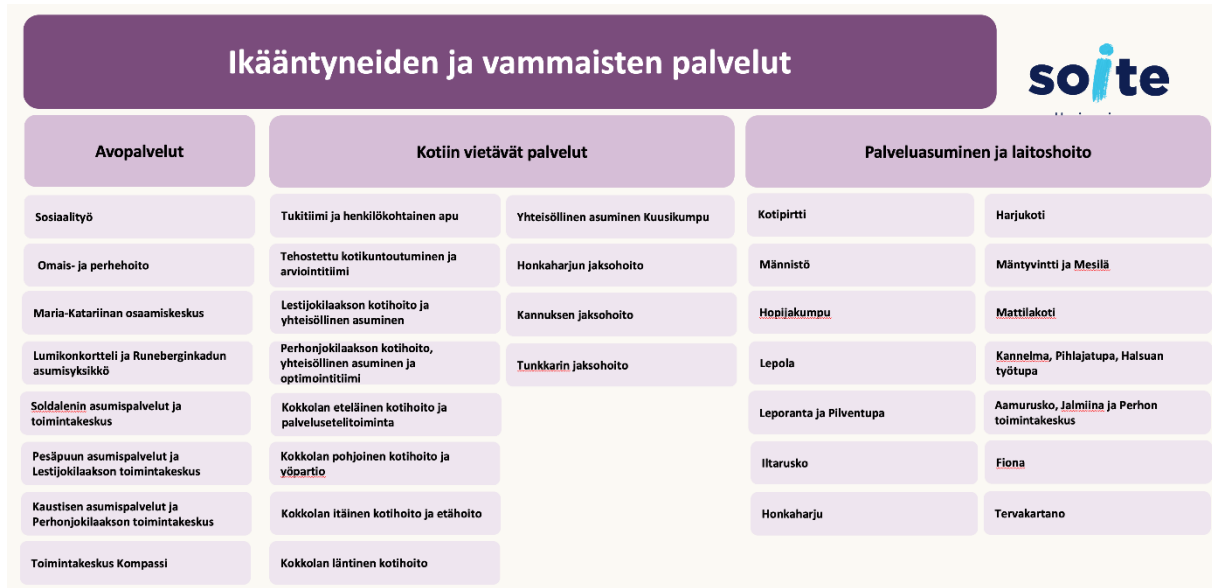 Ikääntyneiden ja vammaisten palvelut
soite
Avopalvelut
Sosiaalityö
Omais- ja perhehoito
Maria-Katariinan osaamiskeskus
Lumikonkortteli ja Runeberginkadun
asumisyksikkö
Soldalenin asumispalvelut ja
toimintakeskus
Pesäpuun asumispalvelut ja
Lestijokilaakson toimintakeskus
Kaustisen asumispalvelut ja
Perhonjokilaakson toimintakeskus
Toimintakeskus Kompassi
Kotiin vietävät palvelut
Tukitiimi ja henkilökohtainen apu
Tehostettu kotikuntoutuminen ja
arviointitiimi
Lestijokilaakson kotihoito ja
yhteisöllinen asuminen
Perhonjokilaakson kotihoito,
yhteisöllinen asuminen ja
optimointitiimi
Kokkolan eteläinen kotihoito ja
palvelusetelitoiminta
Kokkolan pohjoinen kotihoito ja
yöpartio
Kokkolan itäinen kotihoito ja etähoito
Kokkolan läntinen kotihoito
Yhteisöllinen asuminen Kuusikumpu
Honkaharjun jaksohoito
Kannuksen jaksohoito
Tunkkarin jaksohoito
Palveluasuminen ja laitoshoito
Kotipirtti
Männistö
Hopijakumpu
Lepola
Leporanta ja Pilventupa
Iltarusko
Honkaharju
Harjukoti
Mäntyvintti ja Mesilä
Mattilakoti
Kannelma, Pihlajatupa, Halsuan
työtupa
Aamurusko, Jalmiina ja Perhon
toimintakeskus
Fiona
Tervakartano